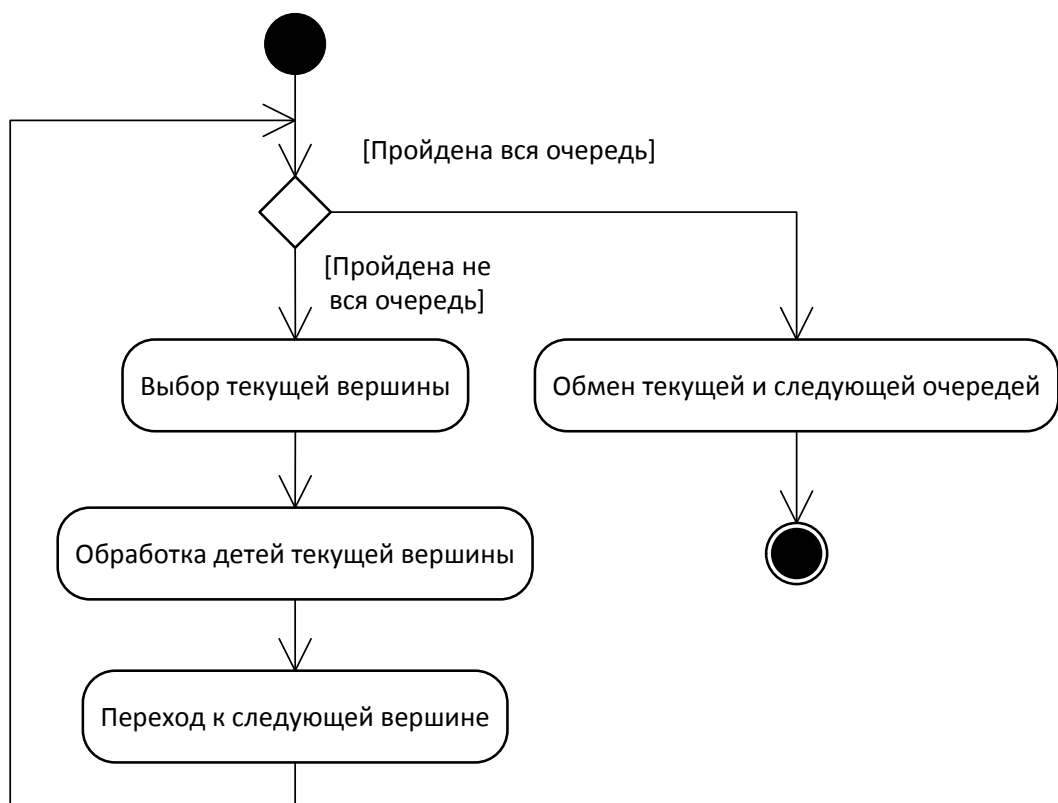 [Пройдена вся очередь]
[Пройдена не
вся очередь]
Выбор текущей вершины
Обмен текущей и следующей очередей
Обработка детей текущей вершины
Переход к следующей вершине